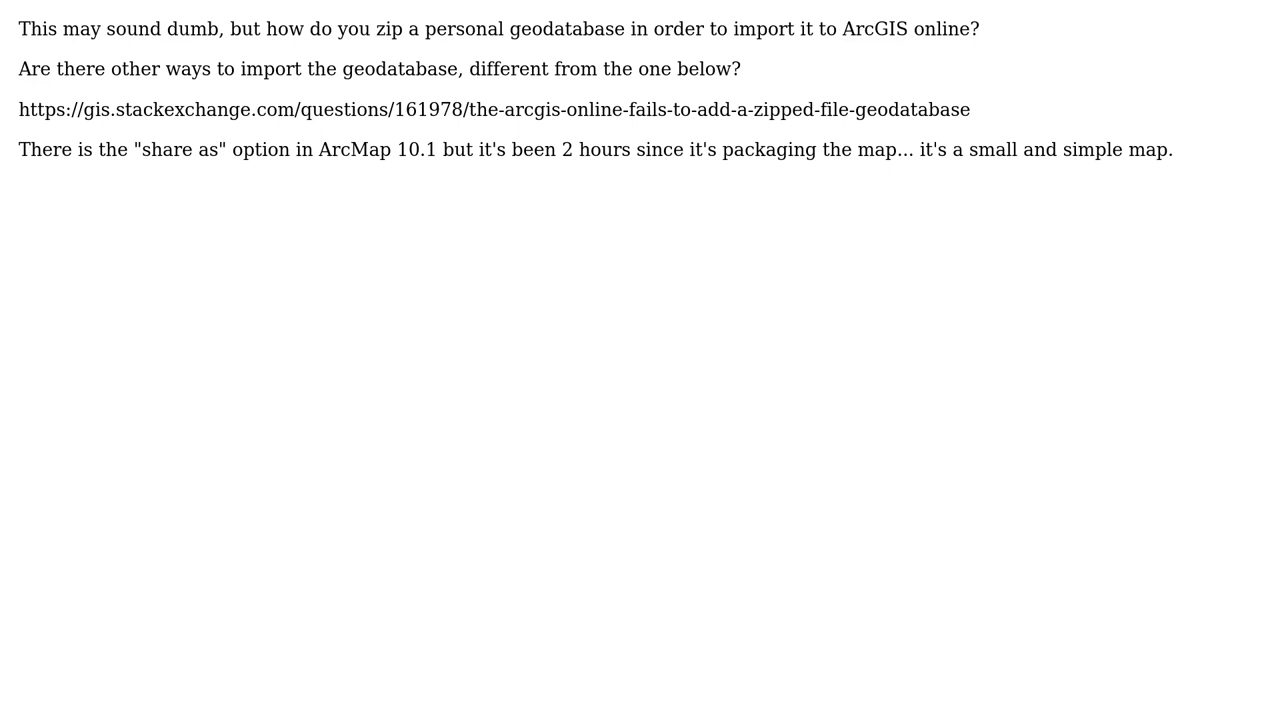 This may sound dumb, but how do you zip a personal geodatabase in order to import it to ArcGIS online?
Are there other ways to import the geodatabase, different from the one below?
https://gis.stackexchange.com/questions/161978/the-arcgis-online-fails-to-add-a-zipped-file-geodatabase
There is the "share as" option in ArcMap 10.1 but it's been 2 hours since it's packaging the map... it's a small and simple map.